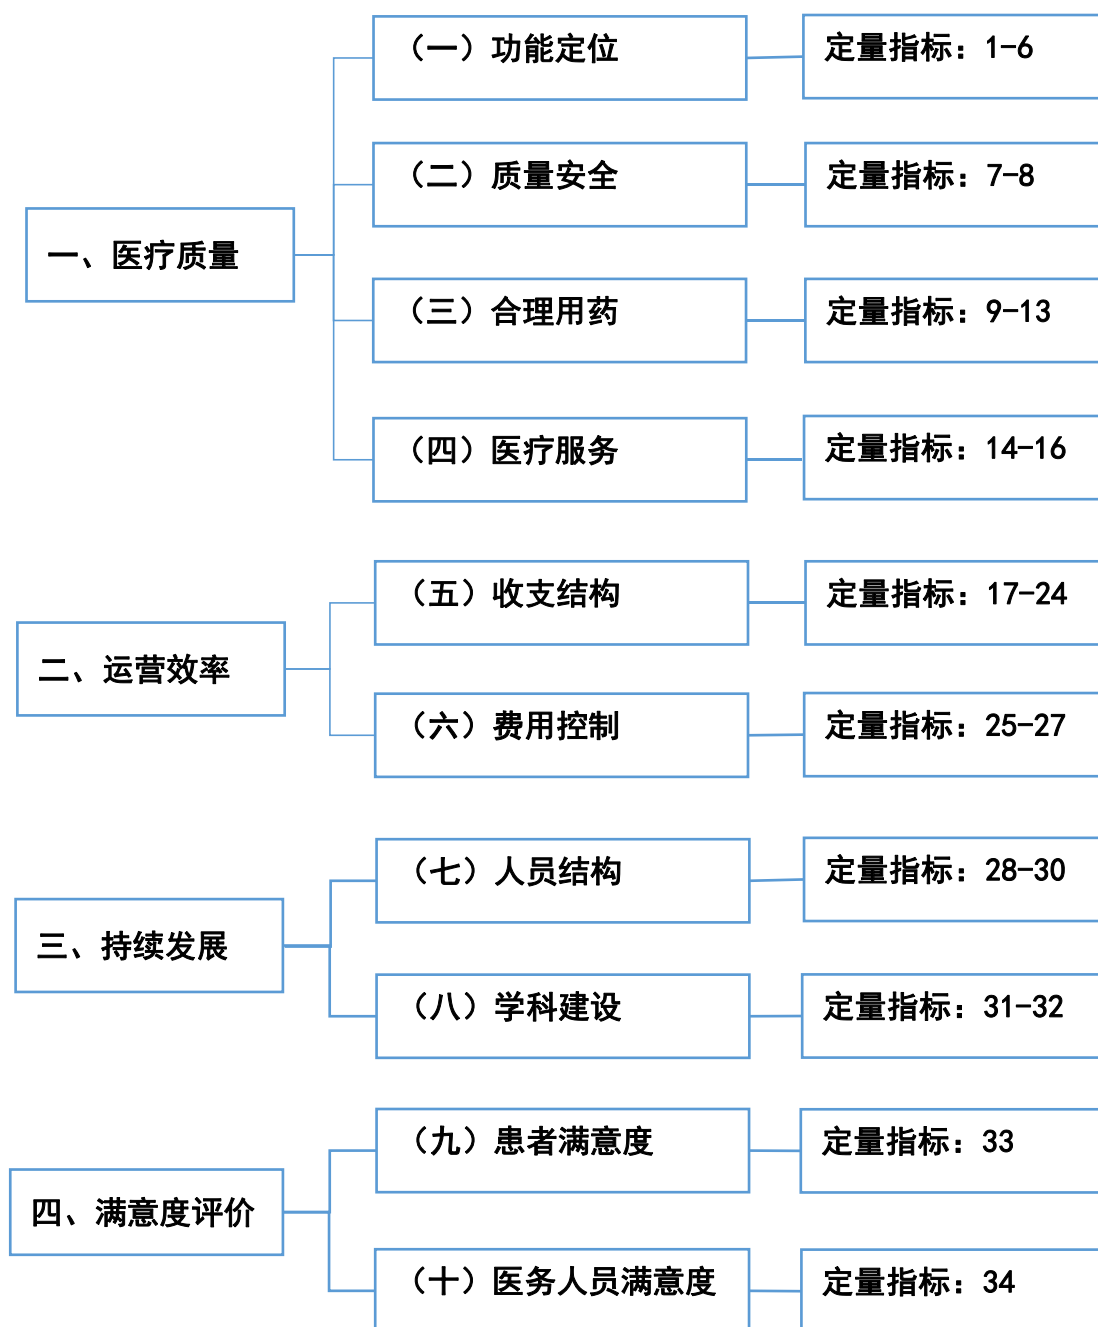 一、医疗质量
（一）功能定位
定量指标：1-6
（二）质量安全
定量指标：7-8
（三）合理用药
定量指标：9-13
（四）医疗服务
定量指标：14-16
二、运营效率
（五）收支结构
定量指标：17-24
（六）费用控制
定量指标：25-27
三、持续发展
（七）人员结构
定量指标：28-30
（八）学科建设
定量指标：31-32
四、满意度评价
（九）患者满意度
定量指标：33
（十）医务人员满意度
定量指标：34